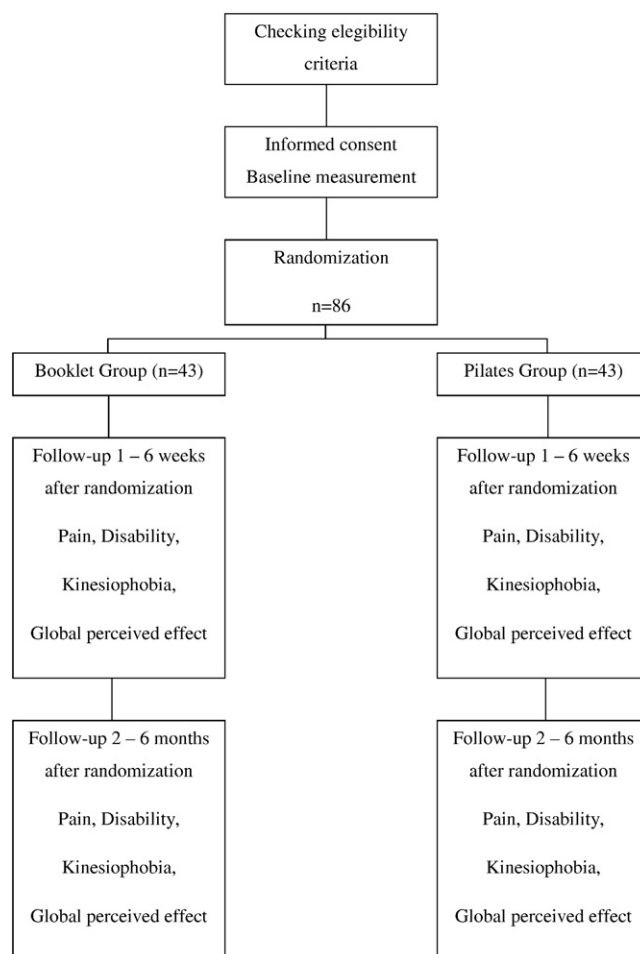 Checking elegibility
criteria
Informed consent
Baseline measurement
Randomization
n=86
Booklet Group (n=43)
Pilates Group (n=43)
Follow-up 1 – 6 weeks
after randomization
Pain, Disability,
Kinesiophobia,
Global perceived effect
Follow-up 1 – 6 weeks
after randomization
Pain, Disability,
Kinesiophobia,
Global perceived effect
Follow-up 2 – 6 months
after randomization
Pain, Disability,
Kinesiophobia,
Global perceived effect
Follow-up 2 – 6 months
after randomization
Pain, Disability,
Kinesiophobia,
Global perceived effect